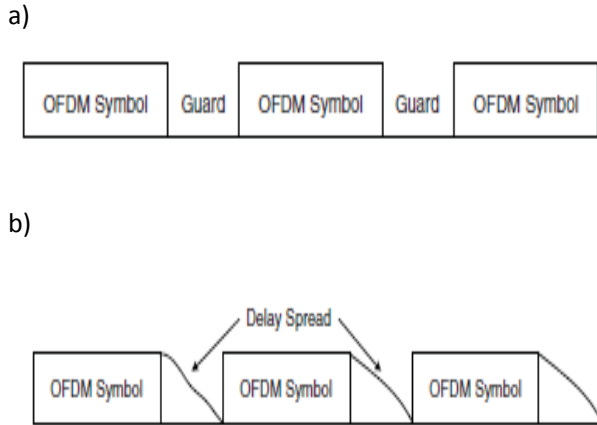 a)
OFDM Symbol Guard OFDM Symbol Guard OFDM Symbol
b)
Delay Spread
OFDM Symbol OFDM Symbol OFDM Symbol